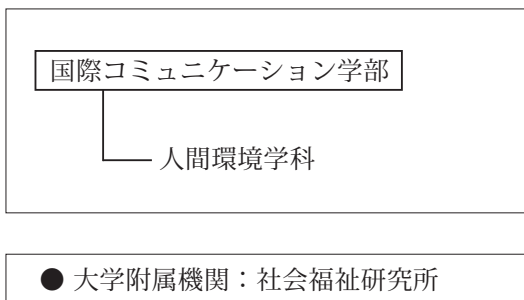 国際コミュニケーション学部
人間環境学科
● 大学附属機関：社会福祉研究所